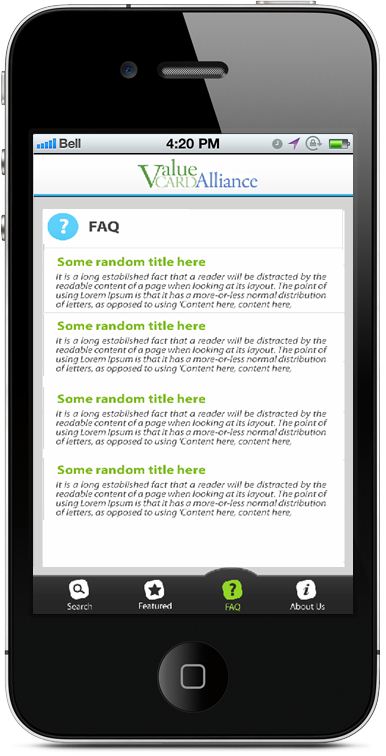 Bell 4:20 PM
Value
CARDAlliance
? FAQ
Some random title here
It is a long established fact that a reader will be distracted by the
readable content of a page when looking at its layout. The point of
using Lorem Ipsum is that it has a more-or-less normal distribution
of letters, as opposed to using 'Content here, content here,
Some random title here
It is a long established fact that a reader will be distracted by the
readable content of a page when looking at its layout. The point of
using Lorem Ipsum is that it has a more-or-less normal distribution
of letters, as opposed to using 'Content here, content here,
Some random title here
It is a long established fact that a reader will be distracted by the
readable content of a page when looking at its layout. The point of
using Lorem Ipsum is that it has a more-or-less normal distribution
of letters, as opposed to using 'Content here, content here,
Some random title here
It is a long established fact that a reader will be distracted by the
readable content of a page when looking at its layout. The point of
using Lorem Ipsum is that it has a more-or-less normal distribution
of letters, as opposed to using 'Content here, content here,
? i
Search Featured FAQ About Us